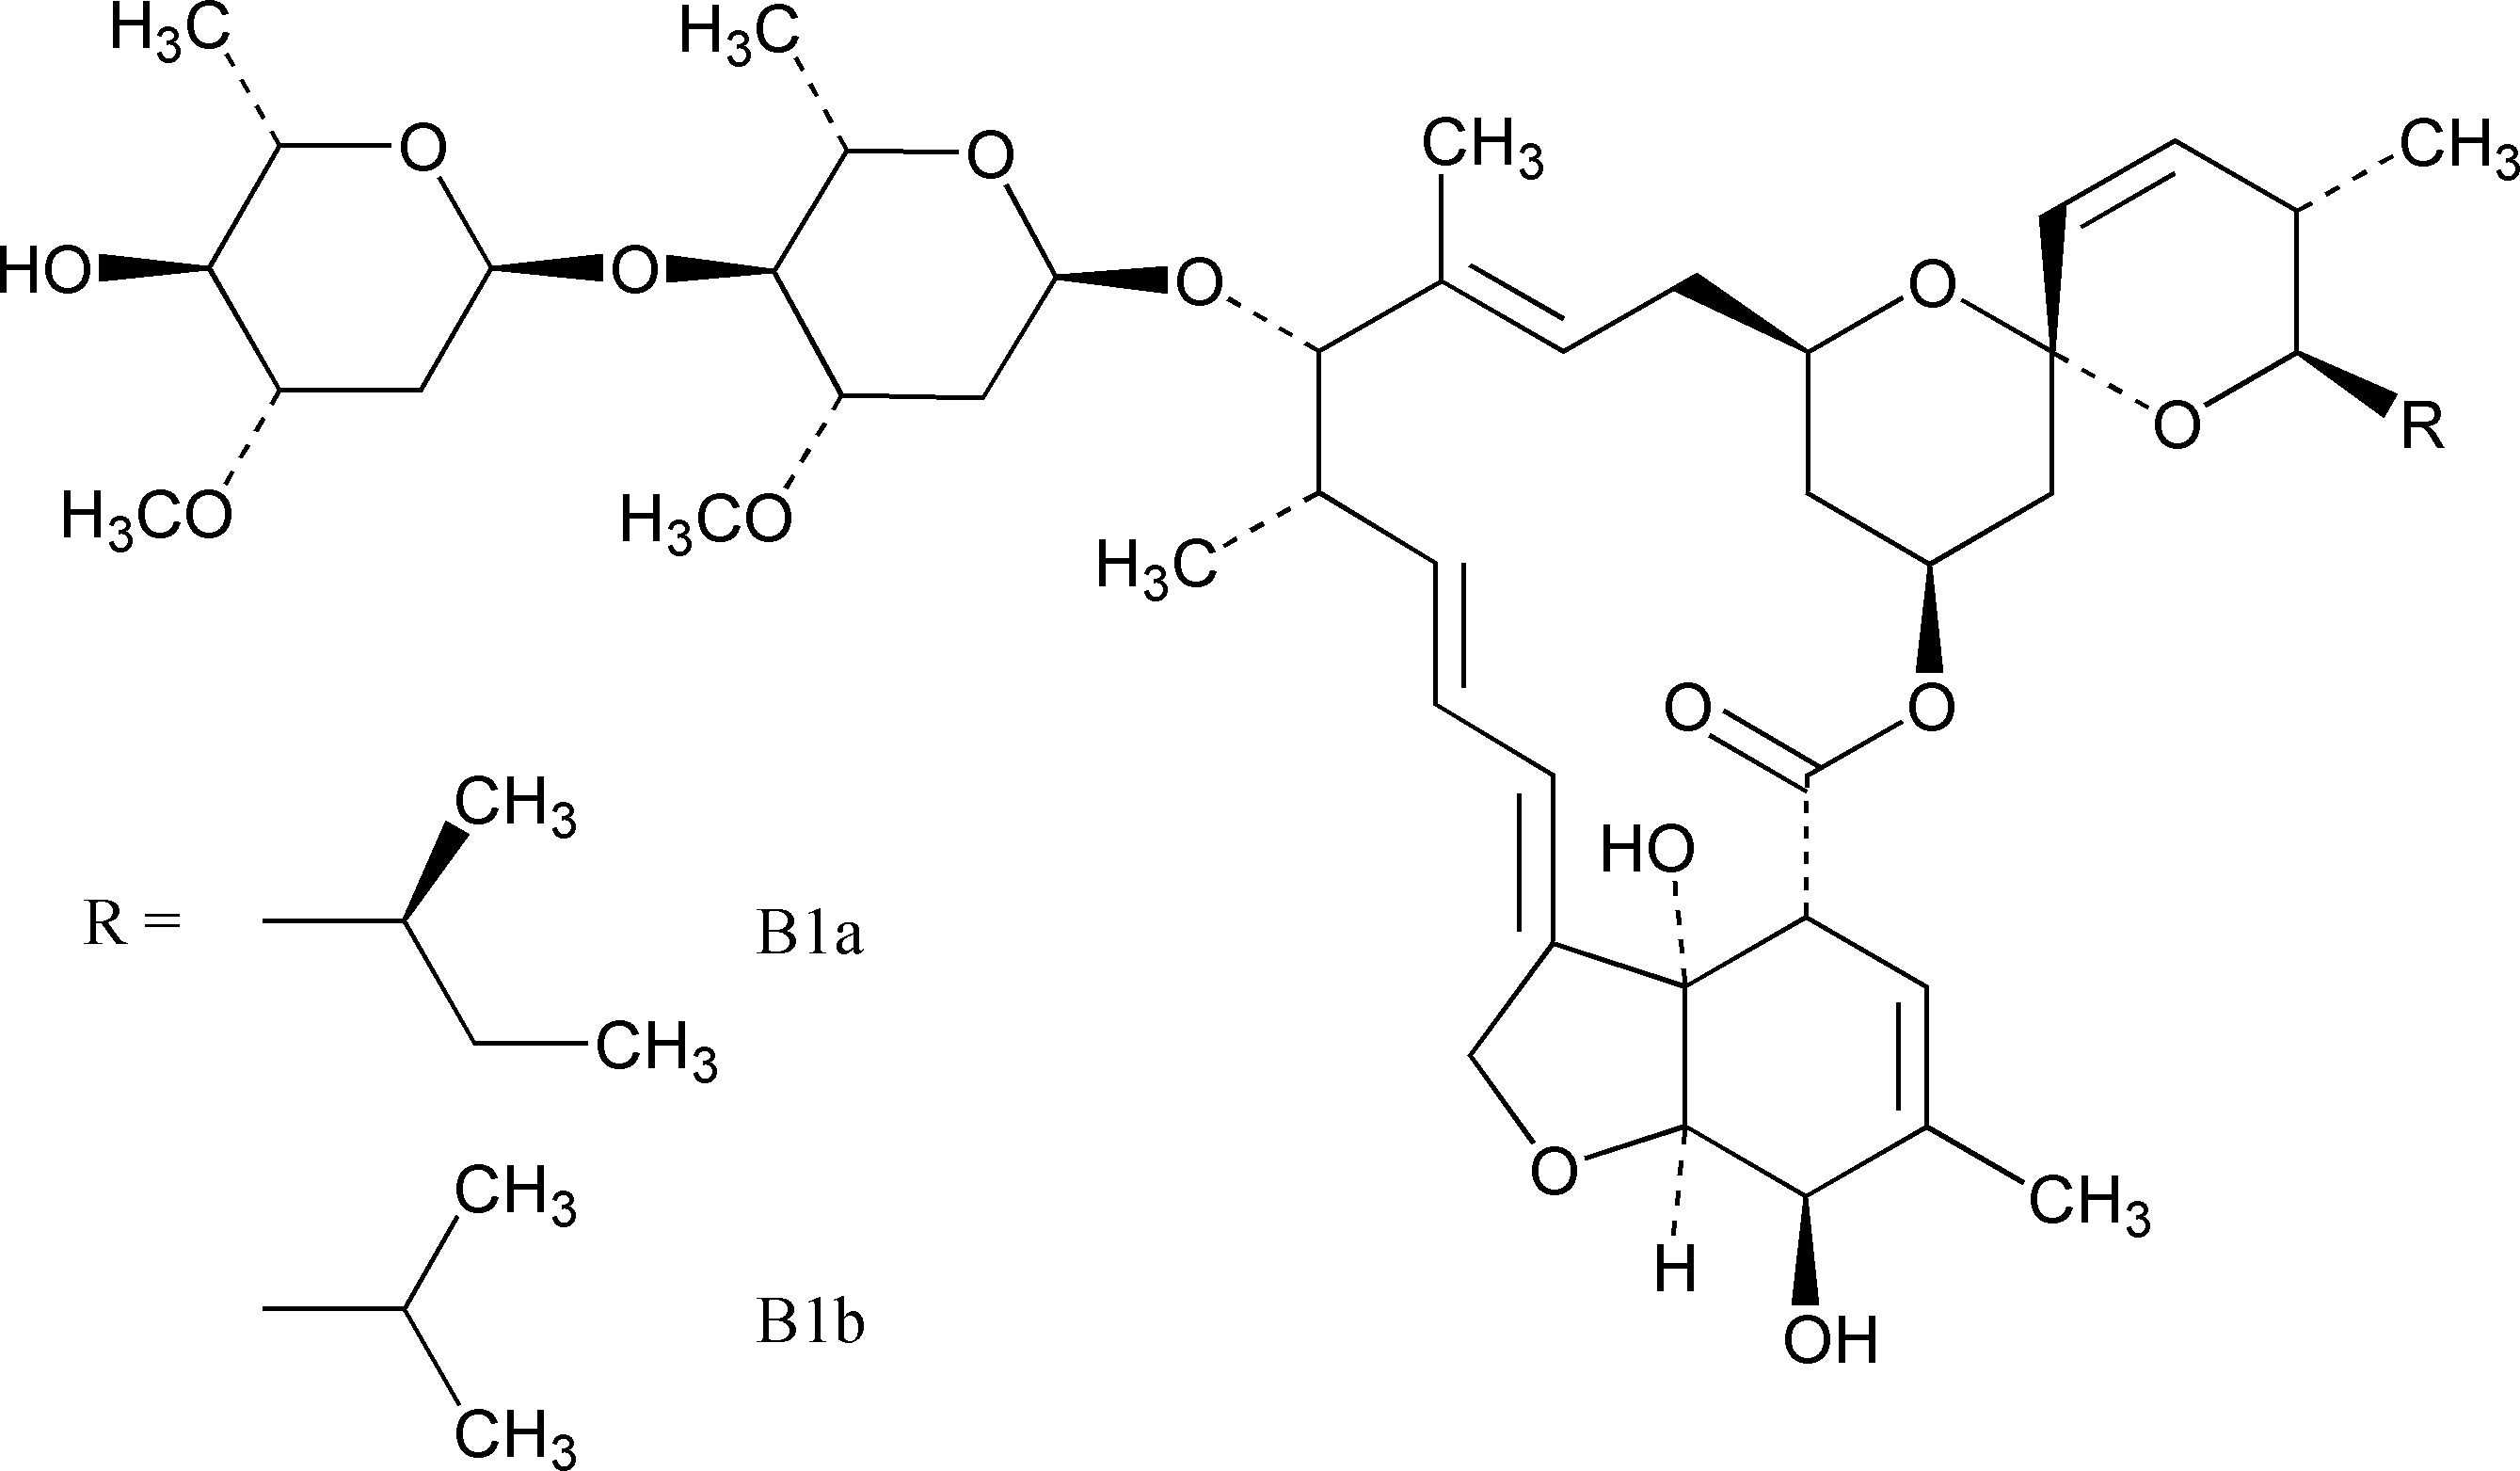 H3C H3C
CH3 CH3
O O O
HO O O R
O
H3CO H3CO H3C
O O
CH3 HO
R = B1a
CH3
CH3 O CH3
H
B1b OH
CH3